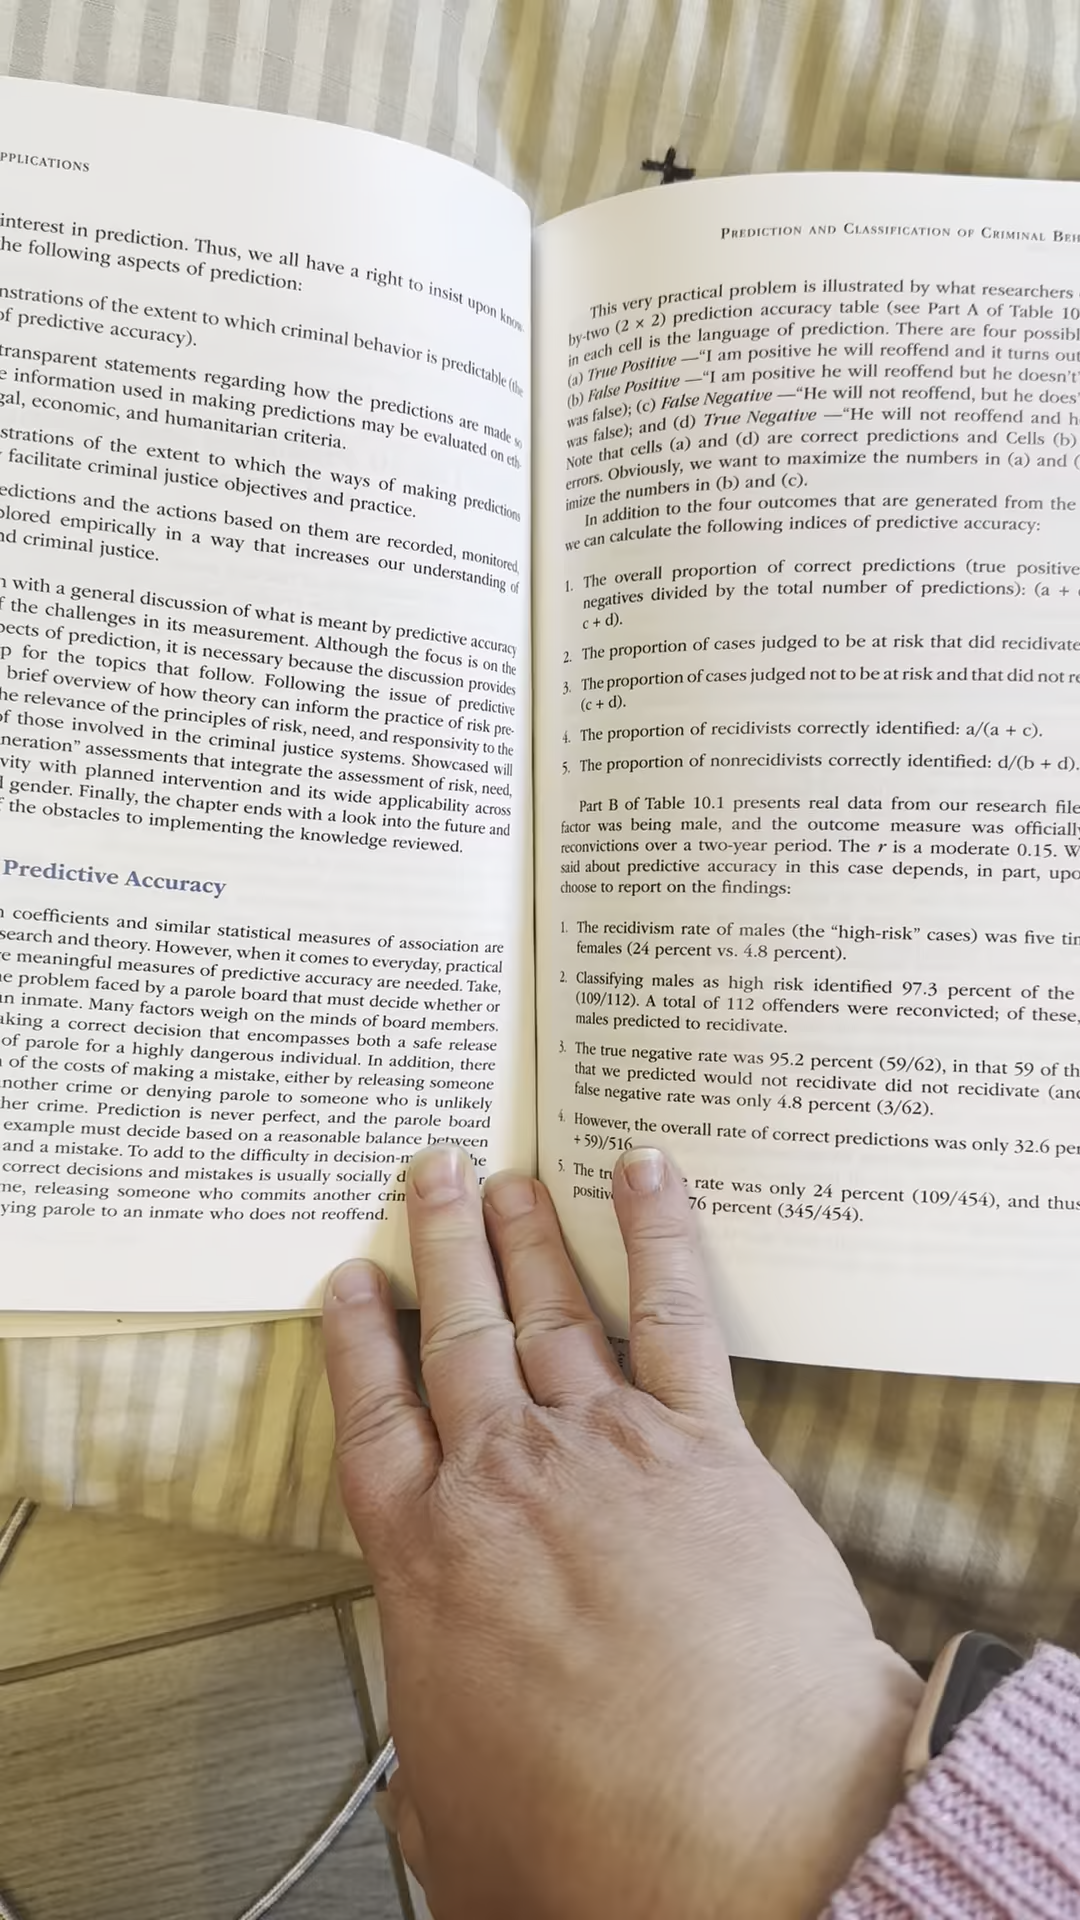 PPLICATIONS
interest in prediction. Thus, we all have a right to insist upon know-
he following aspects of prediction:
nstrations of the extent to which criminal behavior is predictable (the
of predictive accuracy).
transparent statements regarding how the predictions are made so
e information used in making predictions may be evaluated on eth-
gal, economic, and humanitarian criteria.
strations of the extent to which the ways of making predictions
facilitate criminal justice objectives and practice.
edictions and the actions based on them are recorded, monitored,
plored empirically in a way that increases our understanding of
nd criminal justice.
n with a general discussion of what is meant by predictive accuracy
f the challenges in its measurement. Although the focus is on the
pects of prediction, it is necessary because the discussion provides
p for the topics that follow. Following the issue of predictive
brief overview of how theory can inform the practice of risk pre-
he relevance of the principles of risk, need, and responsivity to the
of those involved in the criminal justice systems. Showcased will
neration” assessments that integrate the assessment of risk, need,
vity with planned intervention and its wide applicability across
l gender. Finally, the chapter ends with a look into the future and
f the obstacles to implementing the knowledge reviewed.
Predictive Accuracy
n coefficients and similar statistical measures of association are
search and theory. However, when it comes to everyday, practical
e meaningful measures of predictive accuracy are needed. Take,
e problem faced by a parole board that must decide whether or
an inmate. Many factors weigh on the minds of board members.
aking a correct decision that encompasses both a safe release
of parole for a highly dangerous individual. In addition, there
of the costs of making a mistake, either by releasing someone
nother crime or denying parole to someone who is unlikely
her crime. Prediction is never perfect, and the parole board
example must decide based on a reasonable balance between
and a mistake. To add to the difficulty in decision-m he
correct decisions and mistakes is usually socially d r
me, releasing someone who commits another crim
ying parole to an inmate who does not reoffend.
PREDICTION AND CLASSIFICATION OF CRIMINAL BEH
This very practical problem is illustrated by what researchers
by-two (2 × 2) prediction accuracy table (see Part A of Table 10
in each cell is the language of prediction. There are four possibl
(a) True Positive —“I am positive he will reoffend and it turns out
(b) False Positive —“I am positive he will reoffend but he doesn’t”
was false); (c) False Negative —“He will not reoffend, but he does”
was false); and (d) True Negative —“He will not reoffend and h
Note that cells (a) and (d) are correct predictions and Cells (b)
errors. Obviously, we want to maximize the numbers in (a) and (
imize the numbers in (b) and (c).
In addition to the four outcomes that are generated from the
we can calculate the following indices of predictive accuracy:
1. The overall proportion of correct predictions (true positive
negatives divided by the total number of predictions): (a +
c + d).
2. The proportion of cases judged to be at risk that did recidivate
3. The proportion of cases judged not to be at risk and that did not re
(c + d).
4. The proportion of recidivists correctly identified: a/(a + c).
5. The proportion of nonrecidivists correctly identified: d/(b + d).
Part B of Table 10.1 presents real data from our research file
factor was being male, and the outcome measure was officially
reconvictions over a two-year period. The r is a moderate 0.15. W
said about predictive accuracy in this case depends, in part, upo
choose to report on the findings:
1. The recidivism rate of males (the “high-risk” cases) was five tim
females (24 percent vs. 4.8 percent).
2. Classifying males as high risk identified 97.3 percent of the
(109/112). A total of 112 offenders were reconvicted; of these,
males predicted to recidivate.
3. The true negative rate was 95.2 percent (59/62), in that 59 of th
that we predicted would not recidivate did not recidivate (and
false negative rate was only 4.8 percent (3/62).
4. However, the overall rate of correct predictions was only 32.6 per
+ 59)/516
5. The tru e rate was only 24 percent (109/454), and thus
positive 76 percent (345/454).